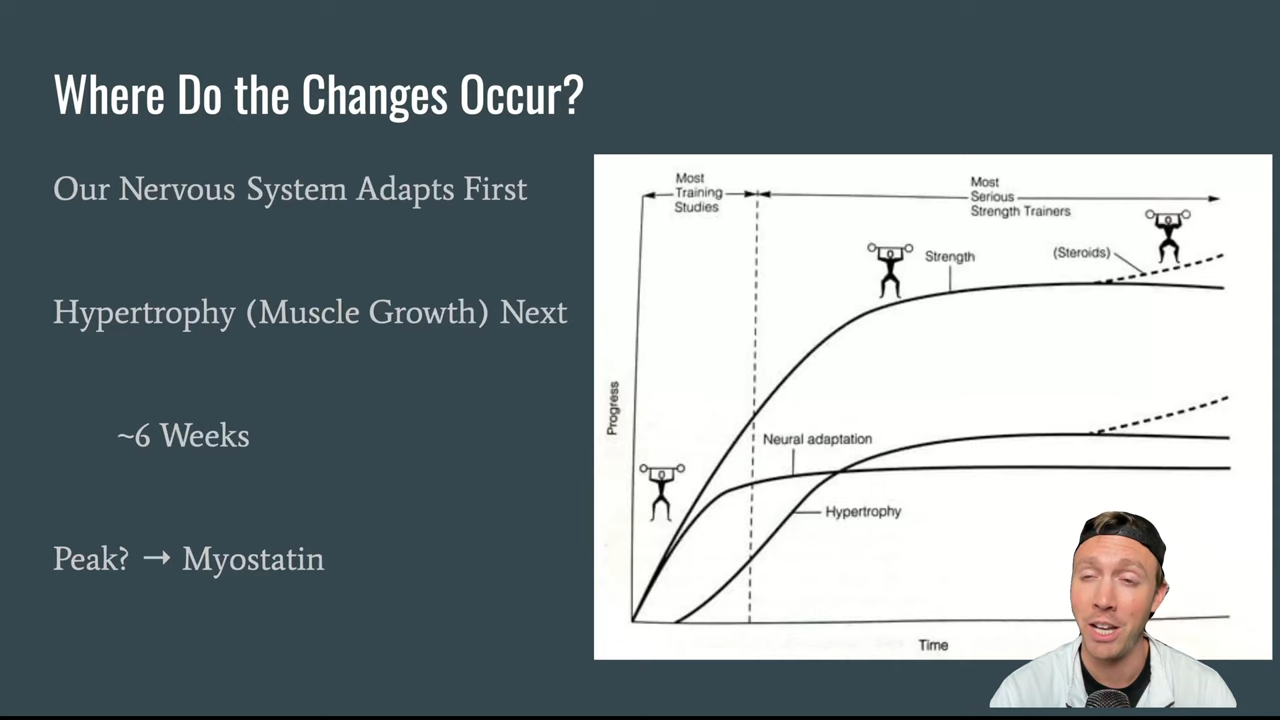 Where Do the Changes Occur?
Our Nervous System Adapts First
Hypertrophy (Muscle Growth) Next
~6 Weeks
Peak? → Myostatin
Most
Training
Studies
Most
Serious
Strength Trainers
Strength
(Steroids)
Progress
Neural adaptation
Hypertrophy
Time